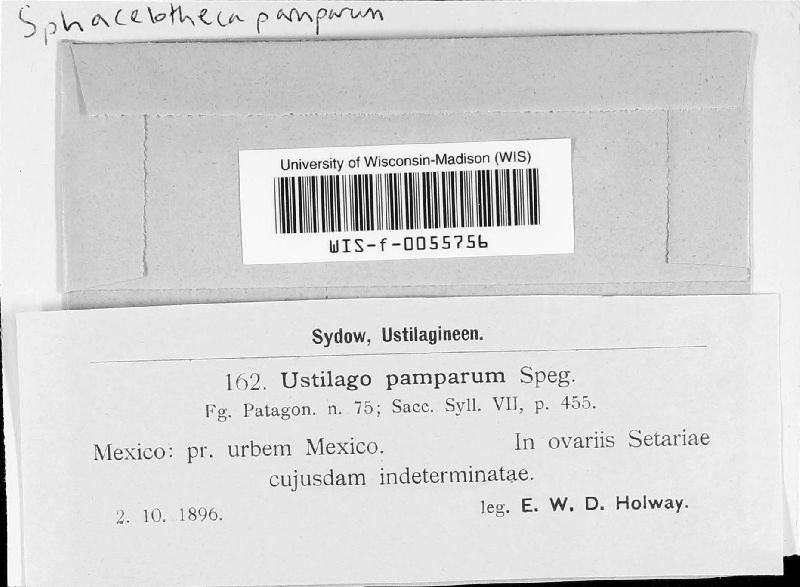 Sphacelotheca pamparum
University of Wisconsin-Madison (WIS)
WIS-f-0055756
Sydow, Ustilagineen.
162. Ustilago pamparum Speg.
Fg. Patagon. n. 75; Sacc. Syll. VII, p. 455.
Mexico: pr. urbem Mexico. In ovariis Setariae
cujusdam indeterminatae.
2. 10. 1896. leg. E. W. D. Holway.